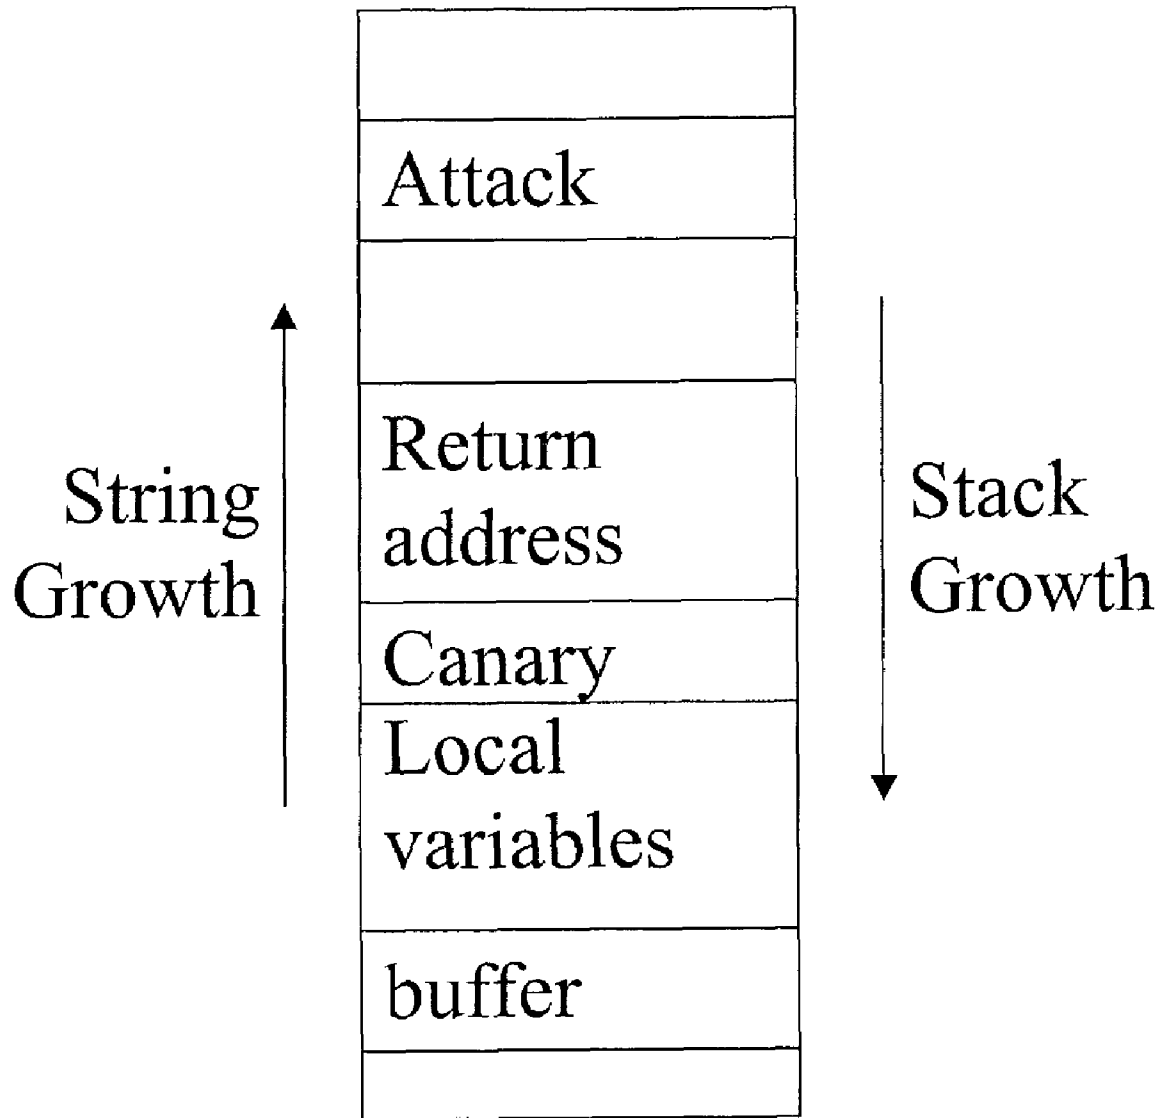 Attack
Return
address
String
Growth
Stack
Growth
Canary
Local
variables
buffer